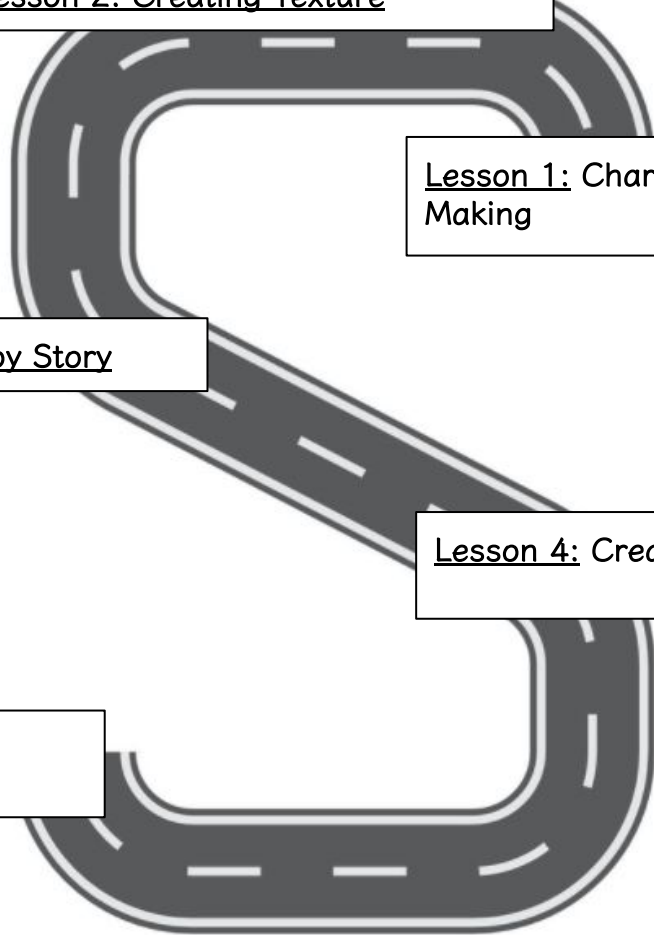 Lesson 2: Creating Texture
Lesson 1: Char
Making
by Story
Lesson 4: Crea